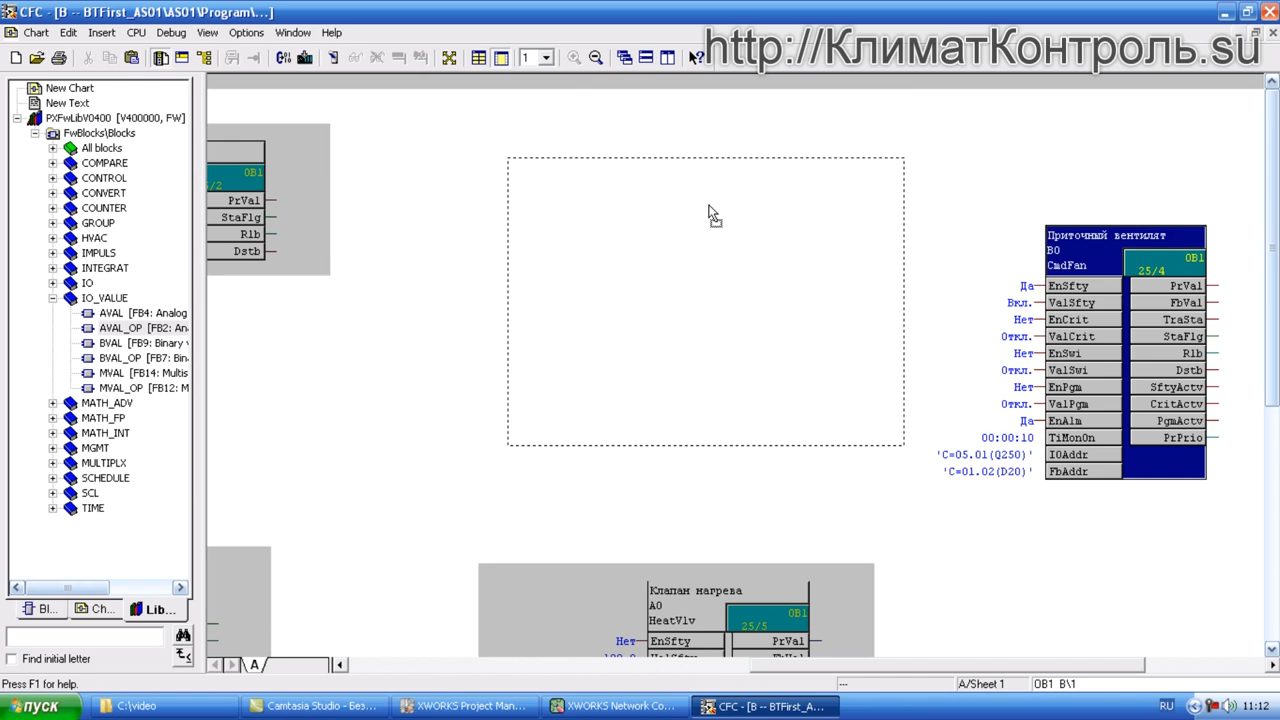 CFC - [B -- BTFirst_AS01\AS01\Program\...]
Chart Edit Insert CPU Debug View Options Window Help
http://КлиматКонтроль.su
1
New Chart
New Text
PXFwLibV0400 [V400000, FW]
FwBlocks\Blocks
All blocks
COMPARE
CONTROL
CONVERT
COUNTER
GROUP
HVAC
IMPULS
INTEGRAT
IO
IO_VALUE
AVAL [FB4: Analog
AVAL_OP [FB2: An
BVAL [FB9: Binary
BVAL_OP [FB7: Bin
MVAL [FB14: Multis
MVAL_OP [FB12: M
MATH_ADV
MATH_FP
MATH_INT
MGMT
MULTIPLX
SCHEDULE
SCL
TIME
Bl... Ch... Lib...
Find initial letter
OB1
/2
PrVal
StaFlg
Rlb
Dstb
Приточный вентилят
BO
CmdFan
OB1
25/4
Да EnSfty PrVal
Вкл. ValSfty FbVal
Нет EnCrit TraSta
Откл. ValCrit StaFlg
Нет EnSwi Rlb
Откл. ValSwi Dstb
Нет EnPgm SftyActv
Откл. ValPgm CritActv
Да EnAlm PgmActv
00:00:10 TiMonOn PrPrio
'C=05.01(Q250)' IOAddr
'C=01.02(D20)' FbAddr
Клапан нагрева
AO
HeatVlv
OB1
25/5
Нет EnSfty PrVal
A
Press F1 for help.
---
A/Sheet 1
OB1 B\1
пуск
C:\video
Camtasia Studio - Без...
XWORKS Project Man...
XWORKS Network Co...
CFC - [B -- BTFirst_A...
RU
11:12